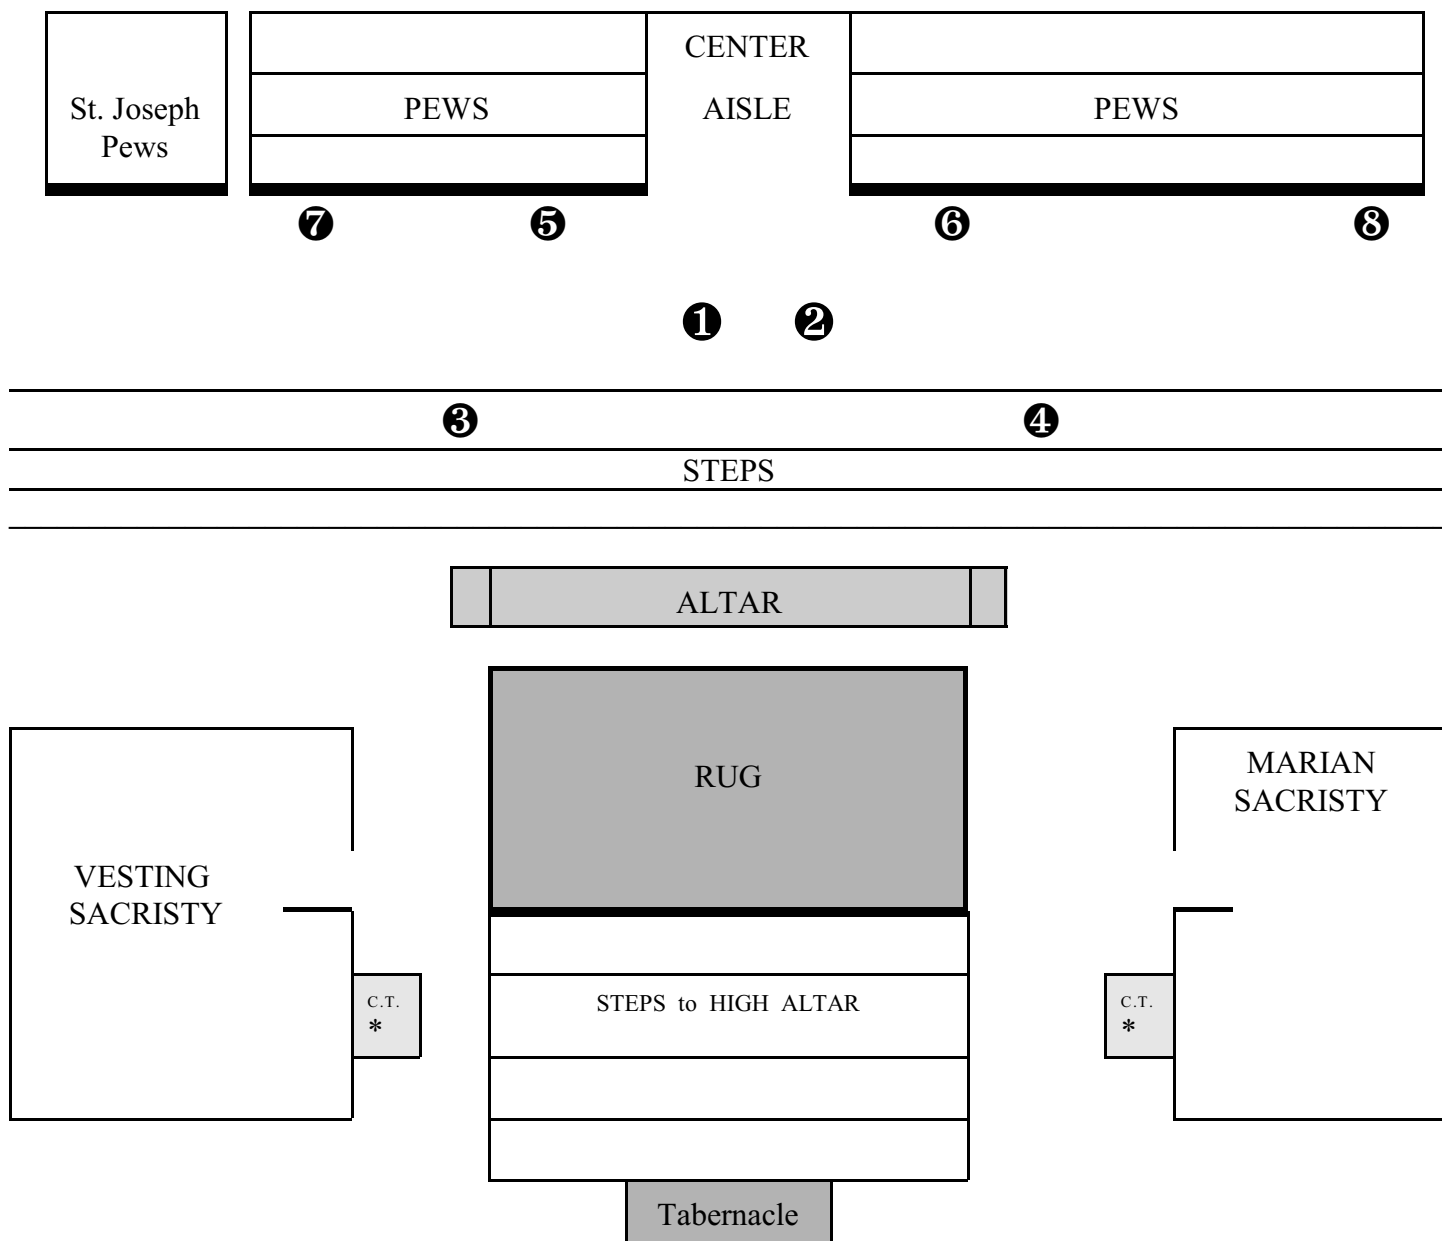 CENTER
St. Joseph
Pews
PEWS
AISLE
PEWS
❼ ❺ ❻ ❽
❶ ❷
❸ ❹
STEPS
ALTAR
RUG
MARIAN
SACRISTY
VESTING
SACRISTY
C.T.
*
STEPS to HIGH ALTAR
C.T.
*
Tabernacle